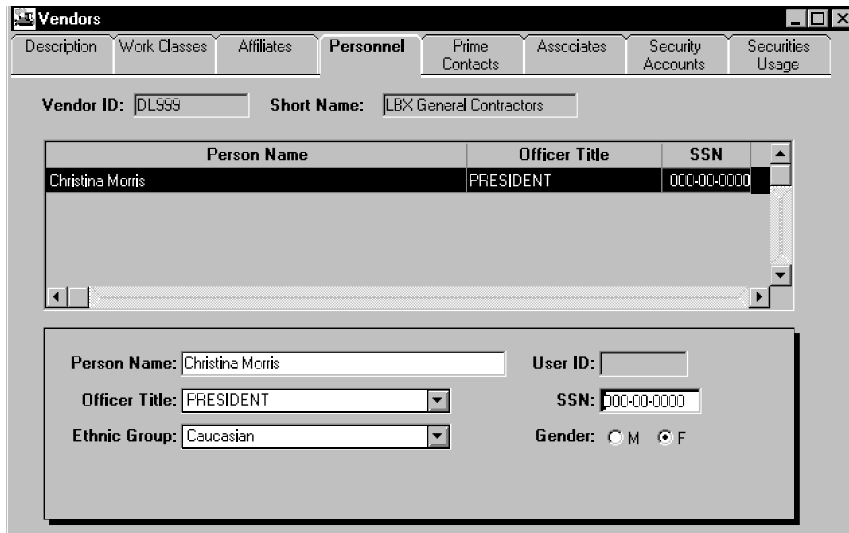 Vendors
Description Work Classes Affiliates Personnel Prime Contacts Associates Security Accounts Securities Usage
Vendor ID: DL999 Short Name: LBX General Contractors
Person Name Officer Title SSN
Christina Morris PRESIDENT 000-00-0000
Person Name: Christina Morris User ID:
Officer Title: PRESIDENT SSN: 000-00-0000
Ethnic Group: Caucasian Gender: M F